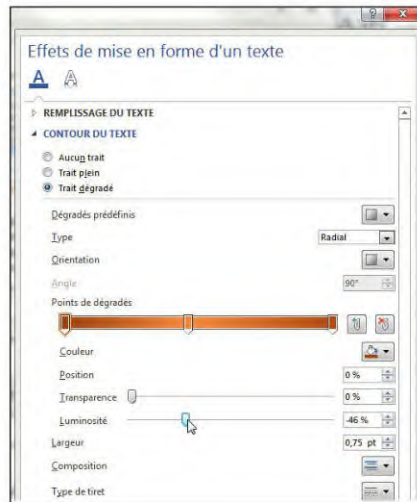 Effets de mise en forme d'un texte
A A
REMPLISSAGE DU TEXTE
CONTOUR DU TEXTE
Aucun trait
Trait plein
Trait dégradé
Dégradés prédéfinis
Type Radial
Orientation
Angle 90°
Points de dégradés
Couleur
Position 0 %
Transparence 0 %
Luminosité -46 %
Largeur 0,75 pt
Composition
Type de tiret